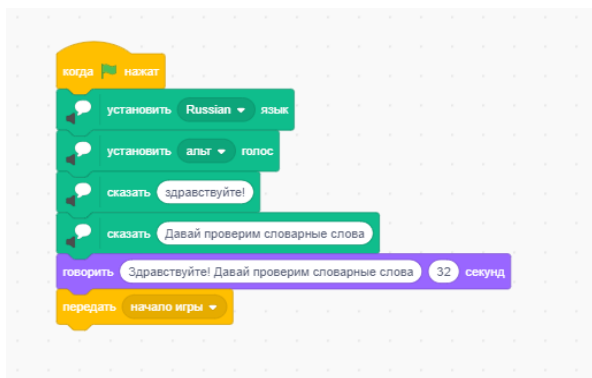 когда нажат
установить Russian язык
установить альт голос
сказать здравствуйте!
сказать Давай проверим словарные слова
говорить Здравствуйте! Давай проверим словарные слова 32 секунд
передать начало игры